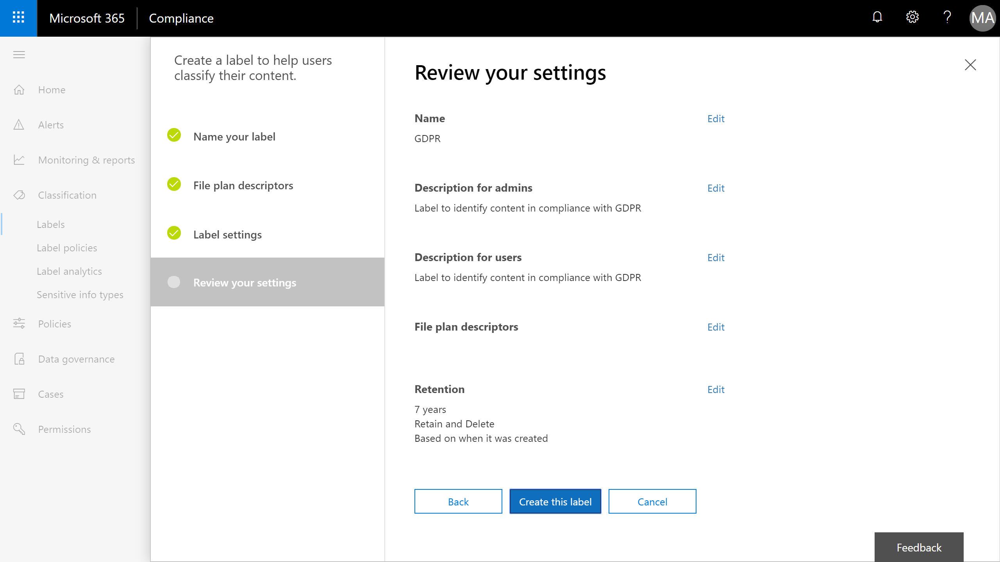 Microsoft 365
Compliance
MA
Home
Alerts
Monitoring & reports
Classification
Labels
Label policies
Label analytics
Sensitive info types
Policies
Data governance
Cases
Permissions
Create a label to help users
classify their content.
Name your label
File plan descriptors
Label settings
Review your settings
Review your settings
Name
Edit
GDPR
Description for admins
Edit
Label to identify content in compliance with GDPR
Description for users
Edit
Label to identify content in compliance with GDPR
File plan descriptors
Edit
Retention
Edit
7 years
Retain and Delete
Based on when it was created
Back
Create this label
Cancel
Feedback